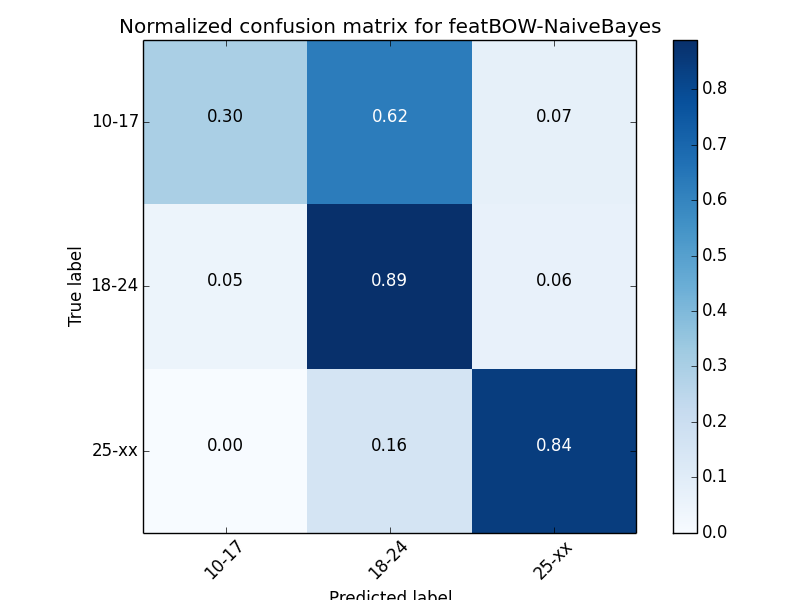 Normalized confusion matrix for featBOW-NaiveBayes
10-17 0.30 0.62 0.07
18-24 0.05 0.89 0.06
25-xx 0.00 0.16 0.84
10-17 18-24 25-xx
True label
Predicted label
0.8
0.7
0.6
0.5
0.4
0.3
0.2
0.1
0.0